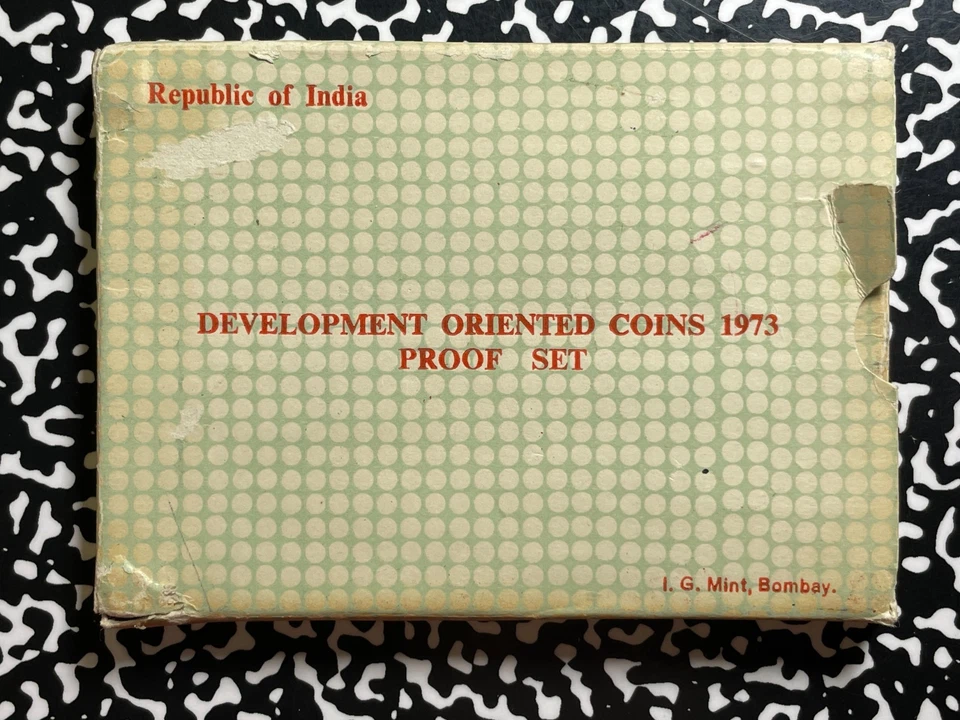 Republic of India
DEVELOPMENT ORIENTED COINS 1973
PROOF SET
I. G. Mint, Bombay.